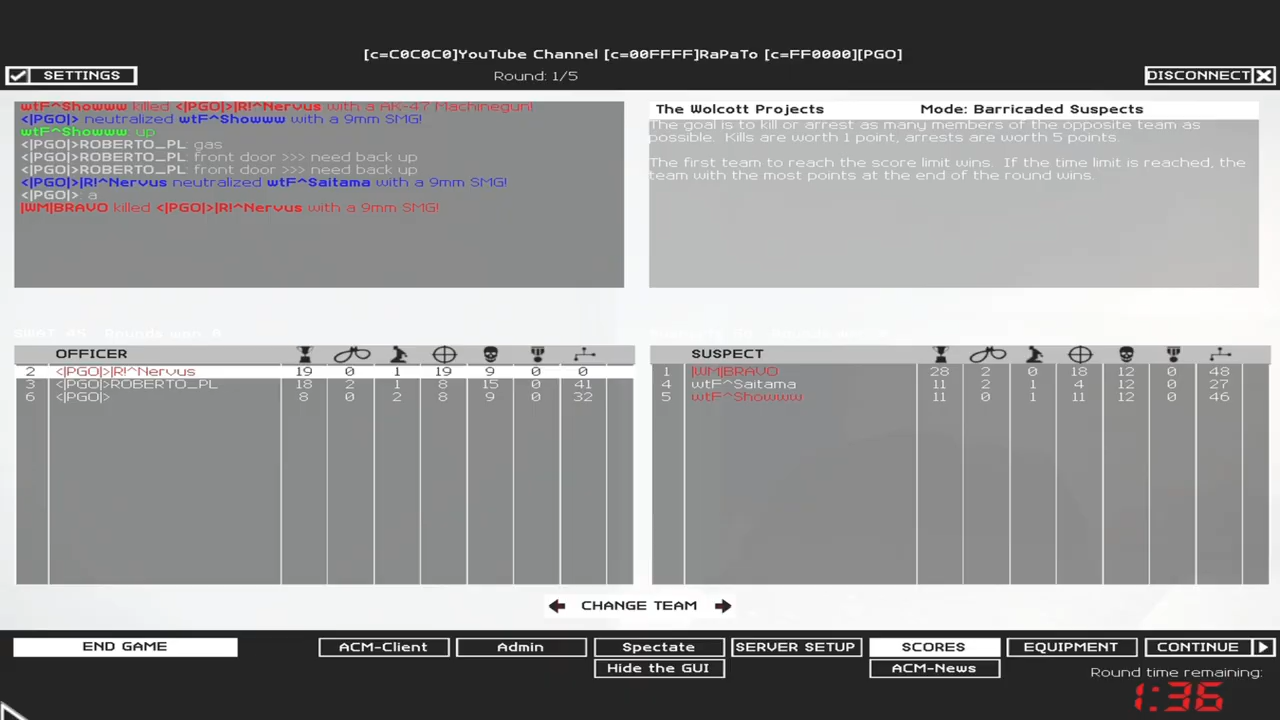 [c=C0C0C0]YouTube Channel [c=00FFFF]RaPaTo [c=FF0000][PGO]
SETTINGS
Round: 1/5
DISCONNECT
wtF^Showww killed <|PGO|>|R!^Nervus with a AK-47 Machinegun!
<|PGO|> neutralized wtF^Showww with a 9mm SMG!
wtF^Showww: up
<|PGO|>ROBERTO_PL: gas
<|PGO|>ROBERTO_PL: front door >>> need back up
<|PGO|>ROBERTO_PL: front door >>> need back up
<|PGO|>|R!^Nervus neutralized wtF^Saitama with a 9mm SMG!
<|PGO|>: a
|WM|BRAVO killed <|PGO|>|R!^Nervus with a 9mm SMG!
The Wolcott Projects Mode: Barricaded Suspects
The goal is to kill or arrest as many members of the opposite team as
possible. Kills are worth 1 point, arrests are worth 5 points.
The first team to reach the score limit wins. If the time limit is reached, the
team with the most points at the end of the round wins.
OFFICER
2 <|PGO|>|R!^Nervus 19 0 1 19 9 0 0
3 <|PGO|>ROBERTO_PL 18 2 1 8 15 0 41
6 <|PGO|> 8 0 2 8 9 0 32
SUSPECT
1 |WM|BRAVO 28 2 0 18 12 0 48
4 wtF^Saitama 11 2 1 4 12 0 27
5 wtF^Showww 11 0 1 11 12 0 46
CHANGE TEAM
END GAME
ACM-Client
Admin
Spectate
SERVER SETUP
SCORES
EQUIPMENT
CONTINUE
Hide the GUI
ACM-News
Round time remaining:
1:36